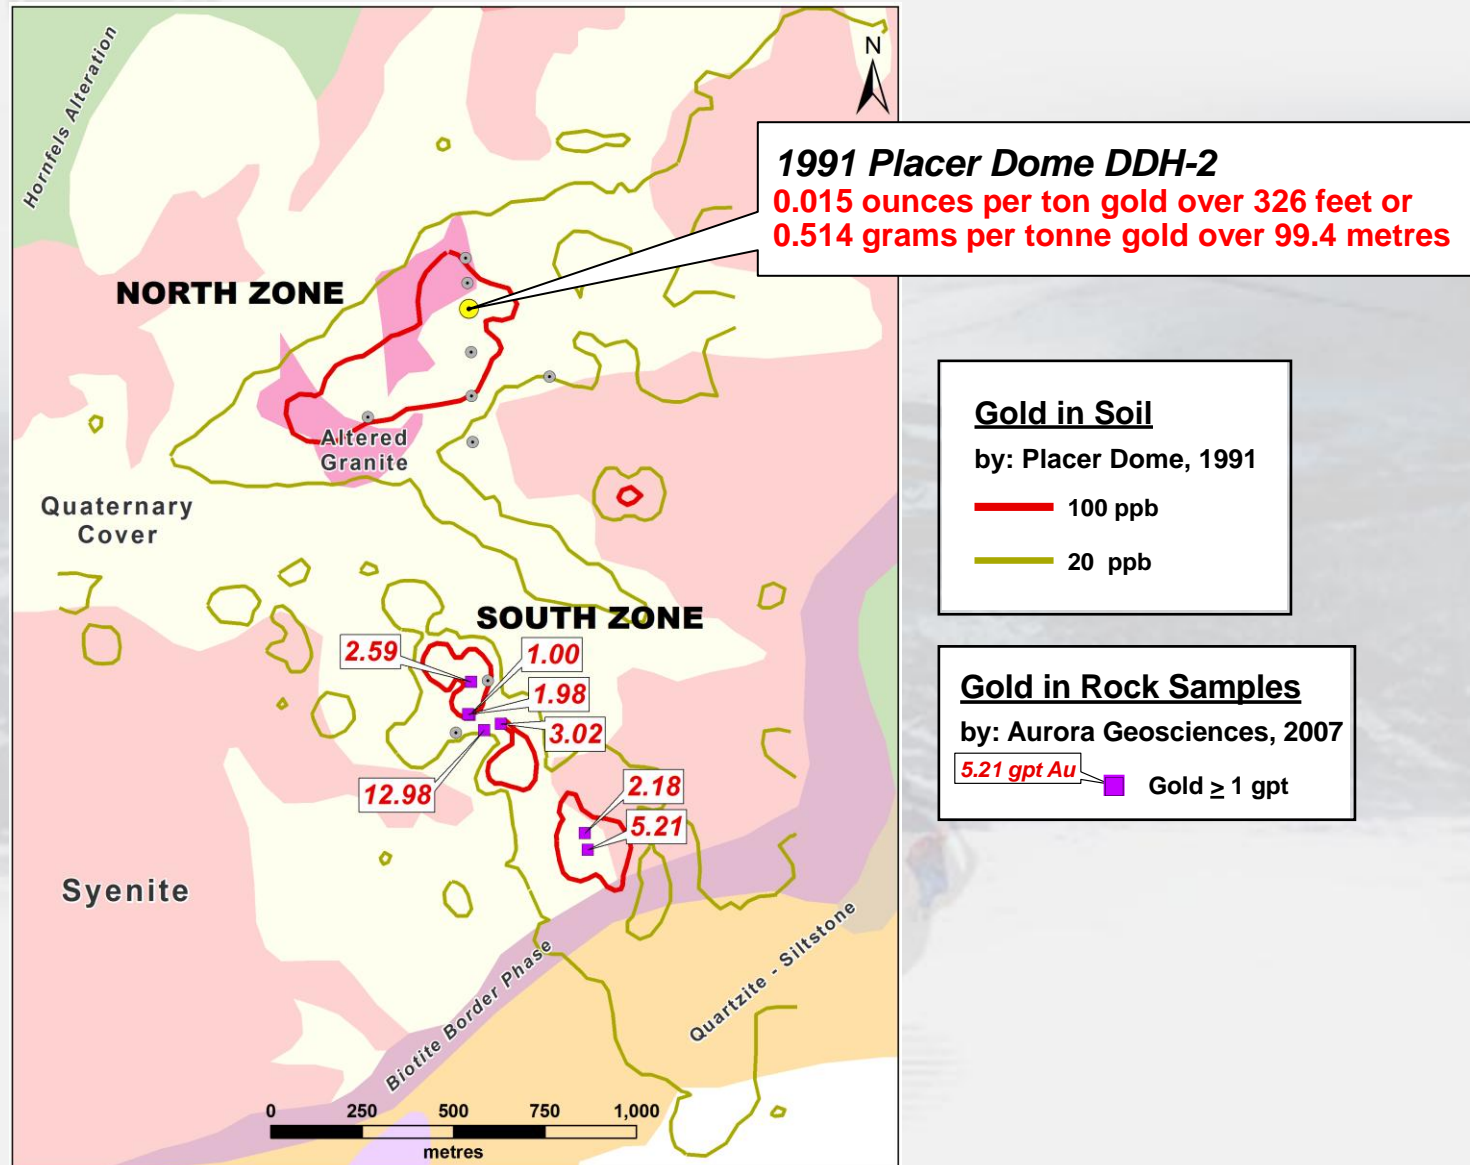 Hornfels Alteration
N
1991 Placer Dome DDH-2
0.015 ounces per ton gold over 326 feet or
0.514 grams per tonne gold over 99.4 metres
NORTH ZONE
Altered
Granite
Quaternary
Cover
SOUTH ZONE
2.59
1.00
1.98
3.02
12.98
2.18
5.21
Syenite
Biotite Border Phase
Quartzite - Siltstone
0 250 500 750 1,000
metres
Gold in Soil
by: Placer Dome, 1991
100 ppb
20 ppb
Gold in Rock Samples
by: Aurora Geosciences, 2007
5.21 gpt Au
Gold ≥ 1 gpt